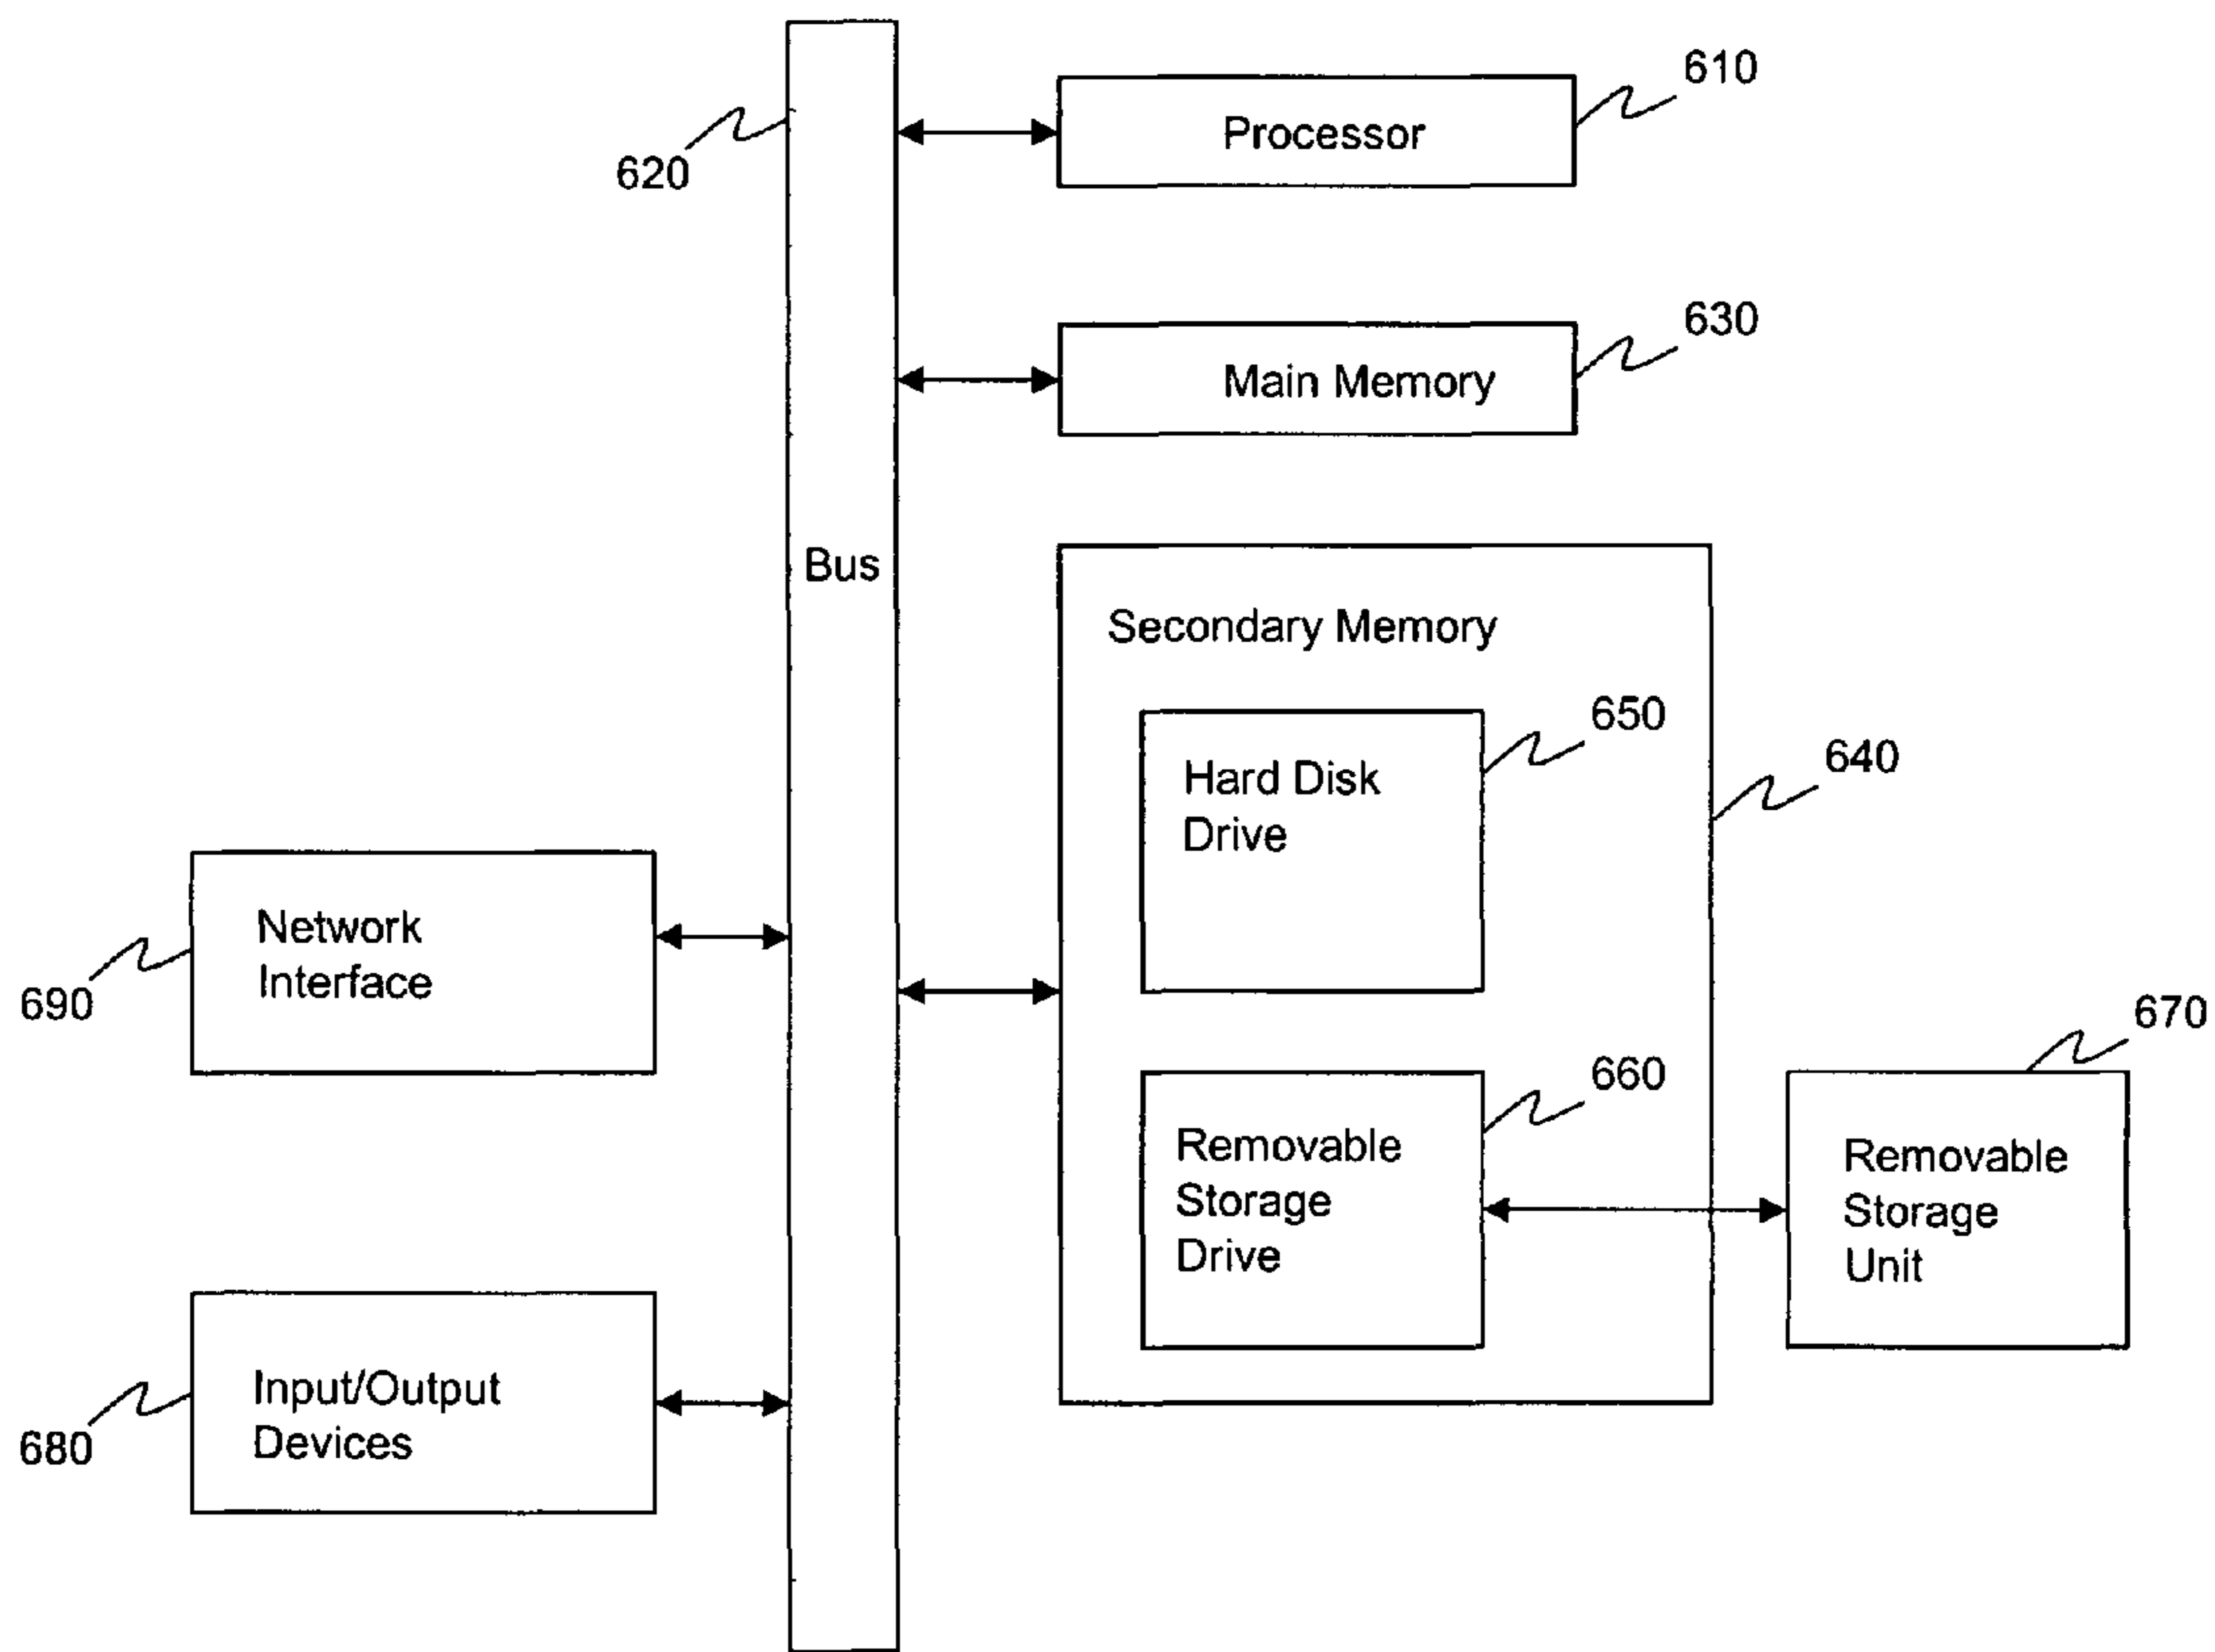 610
Processor
620
630
Main Memory
Bus
Secondary Memory
650
Hard Disk
Drive
640
Network
Interface
690
670
660
Removable
Storage
Drive
Removable
Storage
Unit
Input/Output
Devices
680